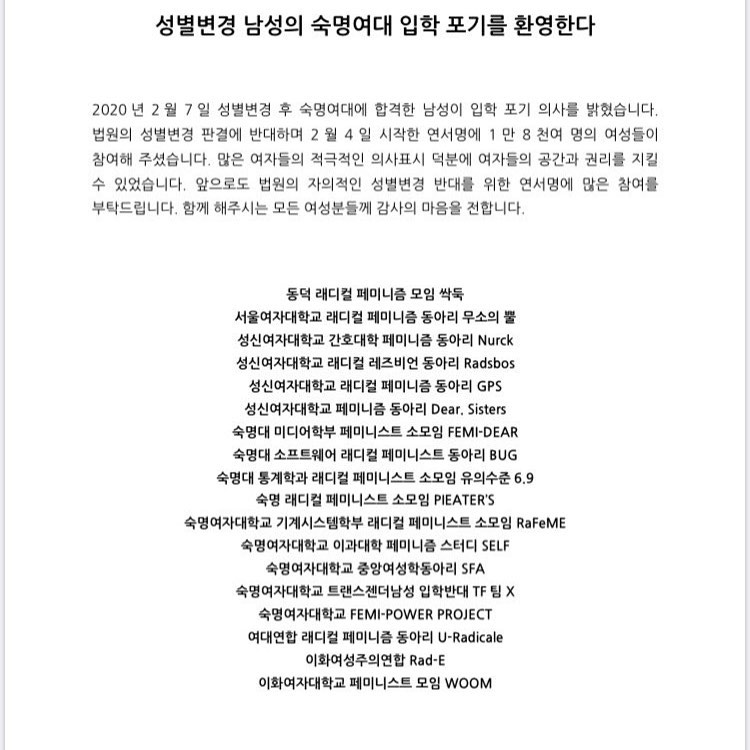 성별변경 남성의 숙명여대 입학 포기를 환영한다
2020년 2월 7일 성별변경 후 숙명여대에 합격한 남성이 입학 포기 의사를 밝혔습니다.
법원의 성별변경 판결에 반대하며 2월 4일 시작한 연서명에 1만 8천여 명의 여성들이
참여해 주셨습니다. 많은 여자들의 적극적인 의사표시 덕분에 여자들의 공간과 권리를 지킬
수 있었습니다. 앞으로도 법원의 자의적인 성별변경 반대를 위한 연서명에 많은 참여를
부탁드립니다. 함께 해주시는 모든 여성분들께 감사의 마음을 전합니다.
동덕 래디컬 페미니즘 모임 싹둑
서울여자대학교 래디컬 페미니즘 동아리 무소의 뿔
성신여자대학교 간호대학 페미니즘 동아리 Nurck
성신여자대학교 래디컬 레즈비언 동아리 Radsbos
성신여자대학교 래디컬 페미니즘 동아리 GPS
성신여자대학교 페미니즘 동아리 Dear. Sisters
숙명대 미디어학부 페미니스트 소모임 FEMI-DEAR
숙명대 소프트웨어 래디컬 페미니스트 동아리 BUG
숙명대 통계학과 래디컬 페미니스트 소모임 유의수준 6.9
숙명 래디컬 페미니스트 소모임 PIEATER'S
숙명여자대학교 기계시스템학부 래디컬 페미니스트 소모임 RaFeME
숙명여자대학교 이과대학 페미니즘 스터디 SELF
숙명여자대학교 중앙여성학동아리 SFA
숙명여자대학교 트랜스젠더남성 입학반대 TF 팀 X
숙명여자대학교 FEMI-POWER PROJECT
여대연합 래디컬 페미니즘 동아리 U-Radicale
이화여성주의연합 Rad-E
이화여자대학교 페미니스트 모임 WOOM